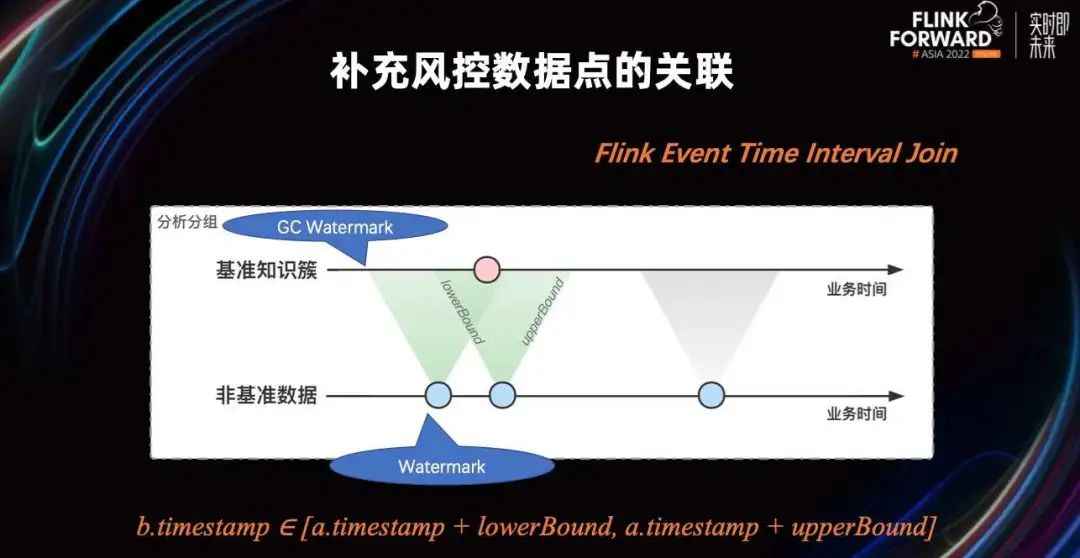 FLINK
FORWARD
# ASIA 2022
实时即
未来
补充风控数据点的关联
Flink Event Time Interval Join
分析分组
GC Watermark
基准知识簇
业务时间
lowerBound
upperBound
非基准数据
业务时间
Watermark
b.timestamp ∈ [a.timestamp + lowerBound, a.timestamp + upperBound]